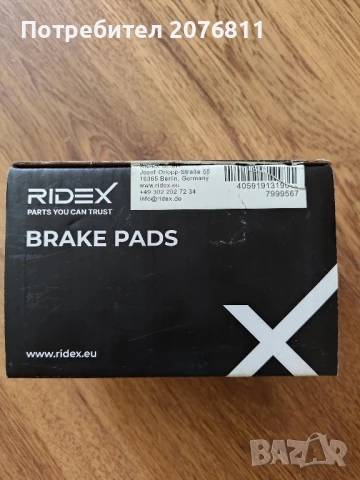 Потребител 2076811
Josef-Orlopp-Straße 55
10365 Berlin, Germany
www.ridex.eu
+49 302 202 72 34
info@ridex.de
7999567
RIDEX
PARTS YOU CAN TRUST
BRAKE PADS
www.ridex.eu
BAZAR